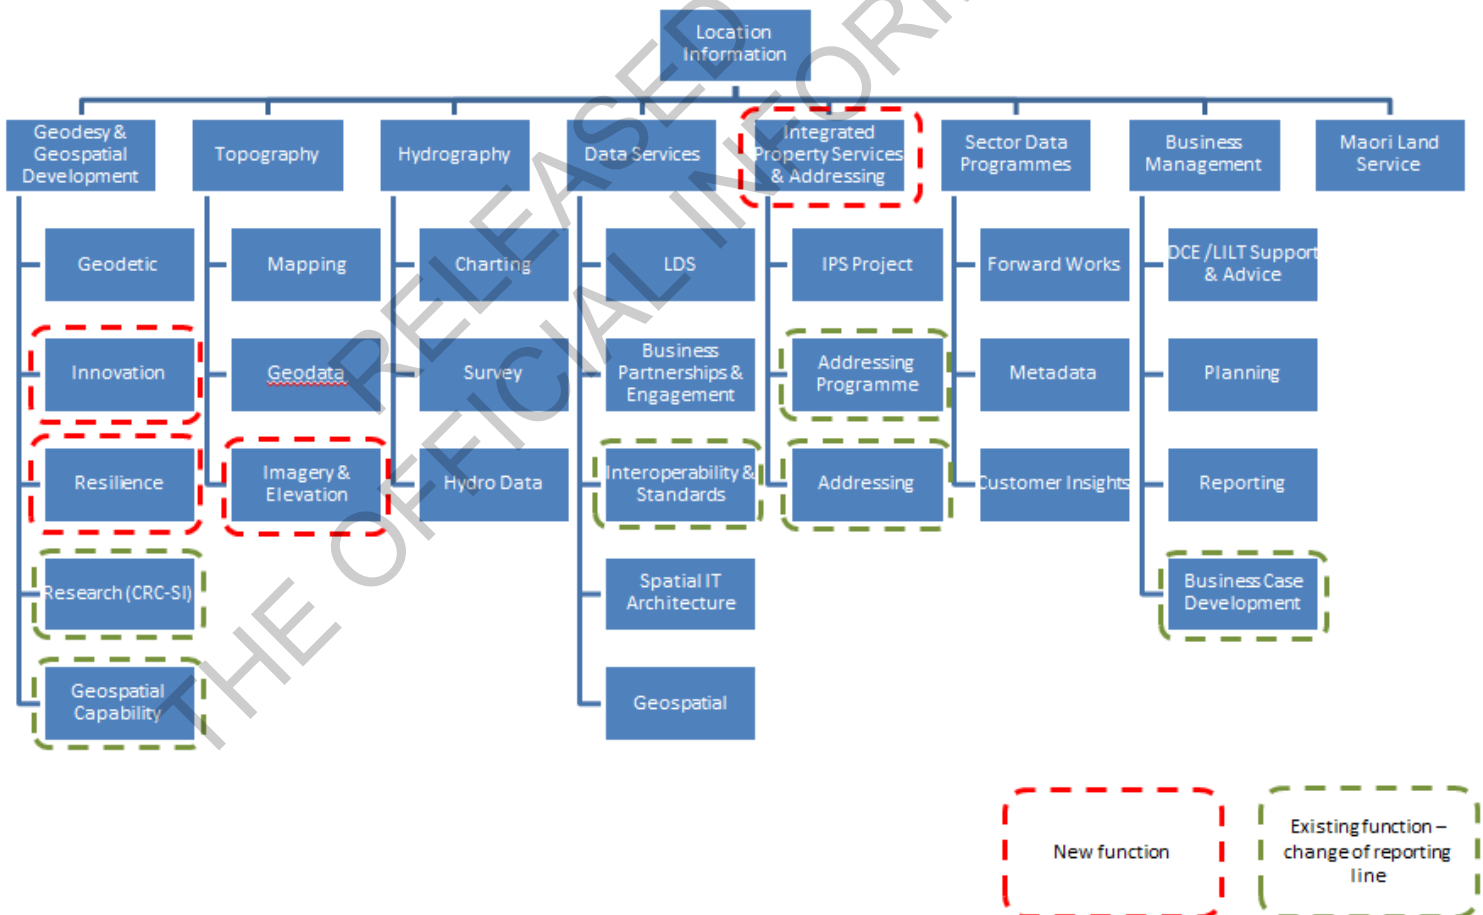 Location
Information
Geodesy &
Geospatial
Development
Topography
Hydrography
Data Services
Integrated
Property Services
& Addressing
Sector Data
Programmes
Business
Management
Maori Land
Service
Geodetic
Mapping
Charting
LDS
IPS Project
Forward Works
DCE /LILT Support
& Advice
Innovation
Geodata
Survey
Business
Partnerships &
Engagement
Addressing
Programme
Metadata
Planning
Resilience
Imagery &
Elevation
Hydro Data
Interoperability &
Standards
Addressing
Customer Insights
Reporting
Research (CRC-SI)
Spatial IT
Architecture
Business Case
Development
Geospatial
Capability
Geospatial
New function
Existing function –
change of reporting
line
RELEASED
THE OFFICIAL INFORM